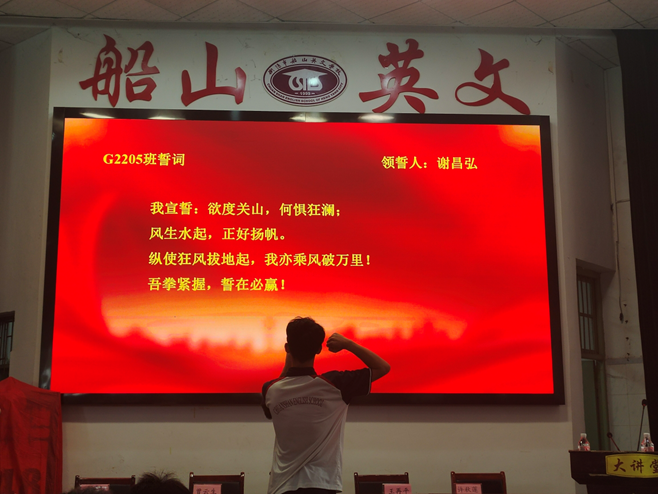 船山 英文
G2205班誓词 领誓人：谢昌弘
我宣誓：欲度关山，何惧狂澜；
风生水起，正好扬帆。
纵使狂风拔地起，我亦乘风破万里！
吾拳紧握，誓在必赢！
大讲堂